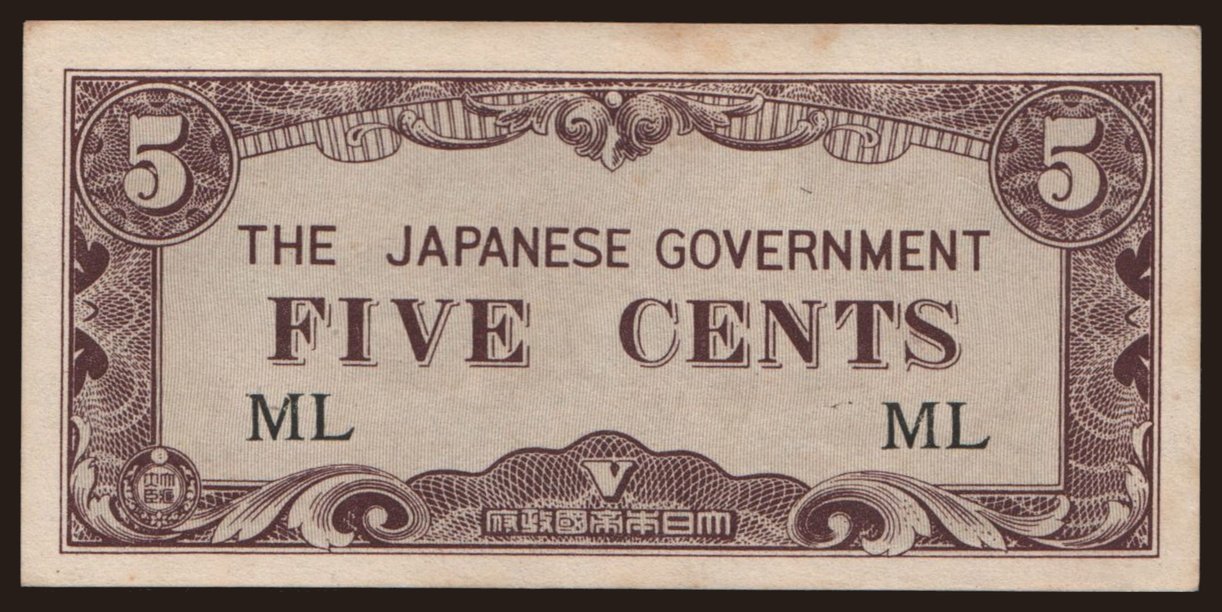 5 5
THE JAPANESE GOVERNMENT
FIVE CENTS
ML ML
V
府政國帝本日大